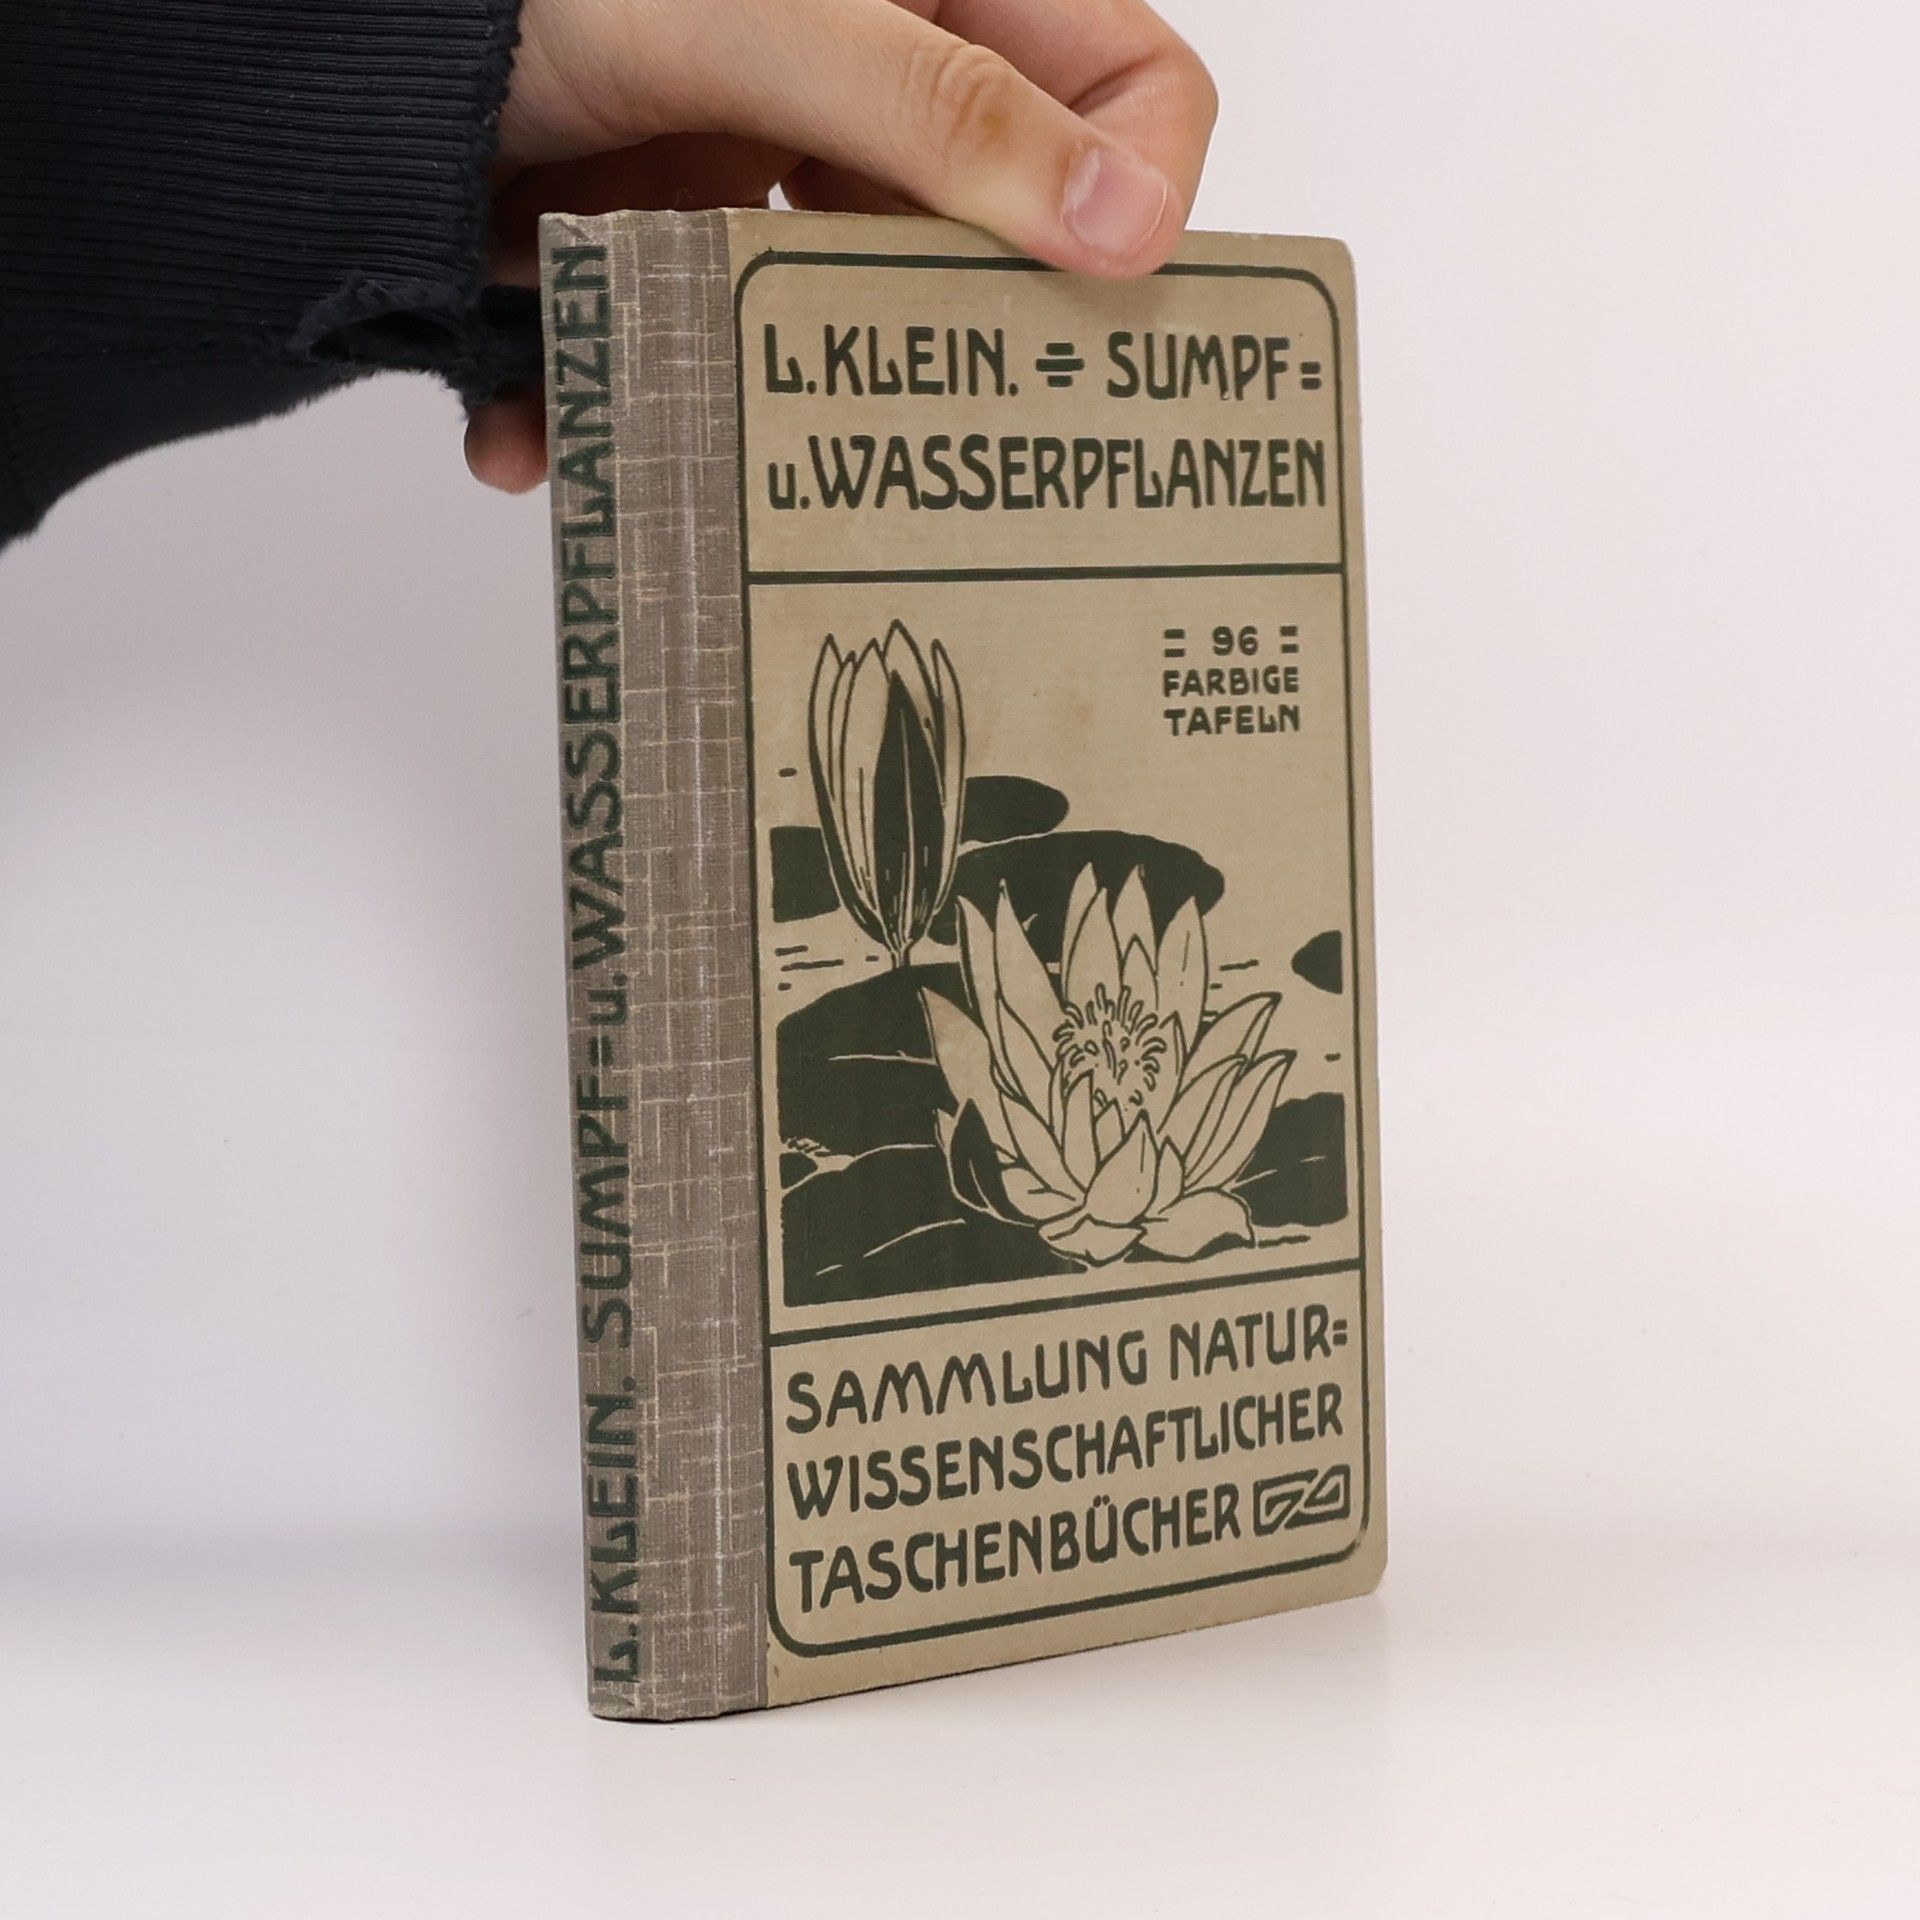 L. KLEIN. SUMPF= u. WASSERPFLANZEN
L. KLEIN. ÷ SUMPF=
u. WASSERPFLANZEN
= 96 =
FARBIGE
TAFELN
SAMMLUNG NATUR=
WISSENSCHAFTLICHER
TASCHENBÜCHER